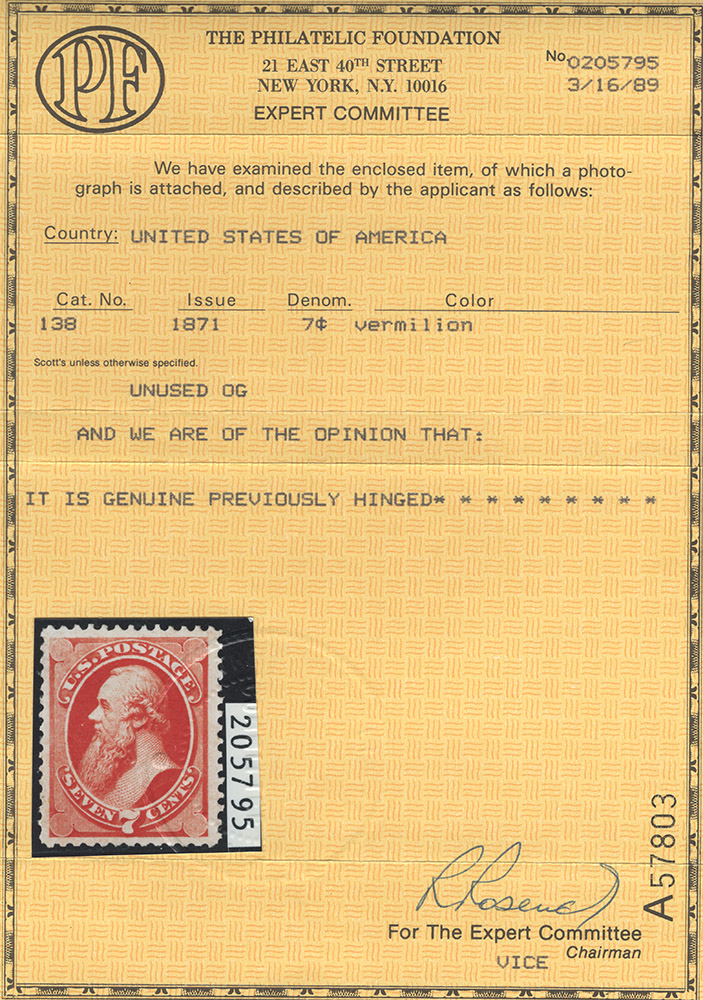 PF
THE PHILATELIC FOUNDATION
21 EAST 40TH STREET
NEW YORK, N.Y. 10016
EXPERT COMMITTEE
No 0205795
3/16/89
We have examined the enclosed item, of which a photo-
graph is attached, and described by the applicant as follows:
Country: UNITED STATES OF AMERICA
Cat. No. Issue Denom. Color
138 1871 7¢ vermilion
Scott's unless otherwise specified.
UNUSED OG
AND WE ARE OF THE OPINION THAT:
IT IS GENUINE PREVIOUSLY HINGED* * * * * * * * *
U.S. POSTAGE
SEVEN 7 CENTS
205795
A57803
For The Expert Committee
Chairman
VICE